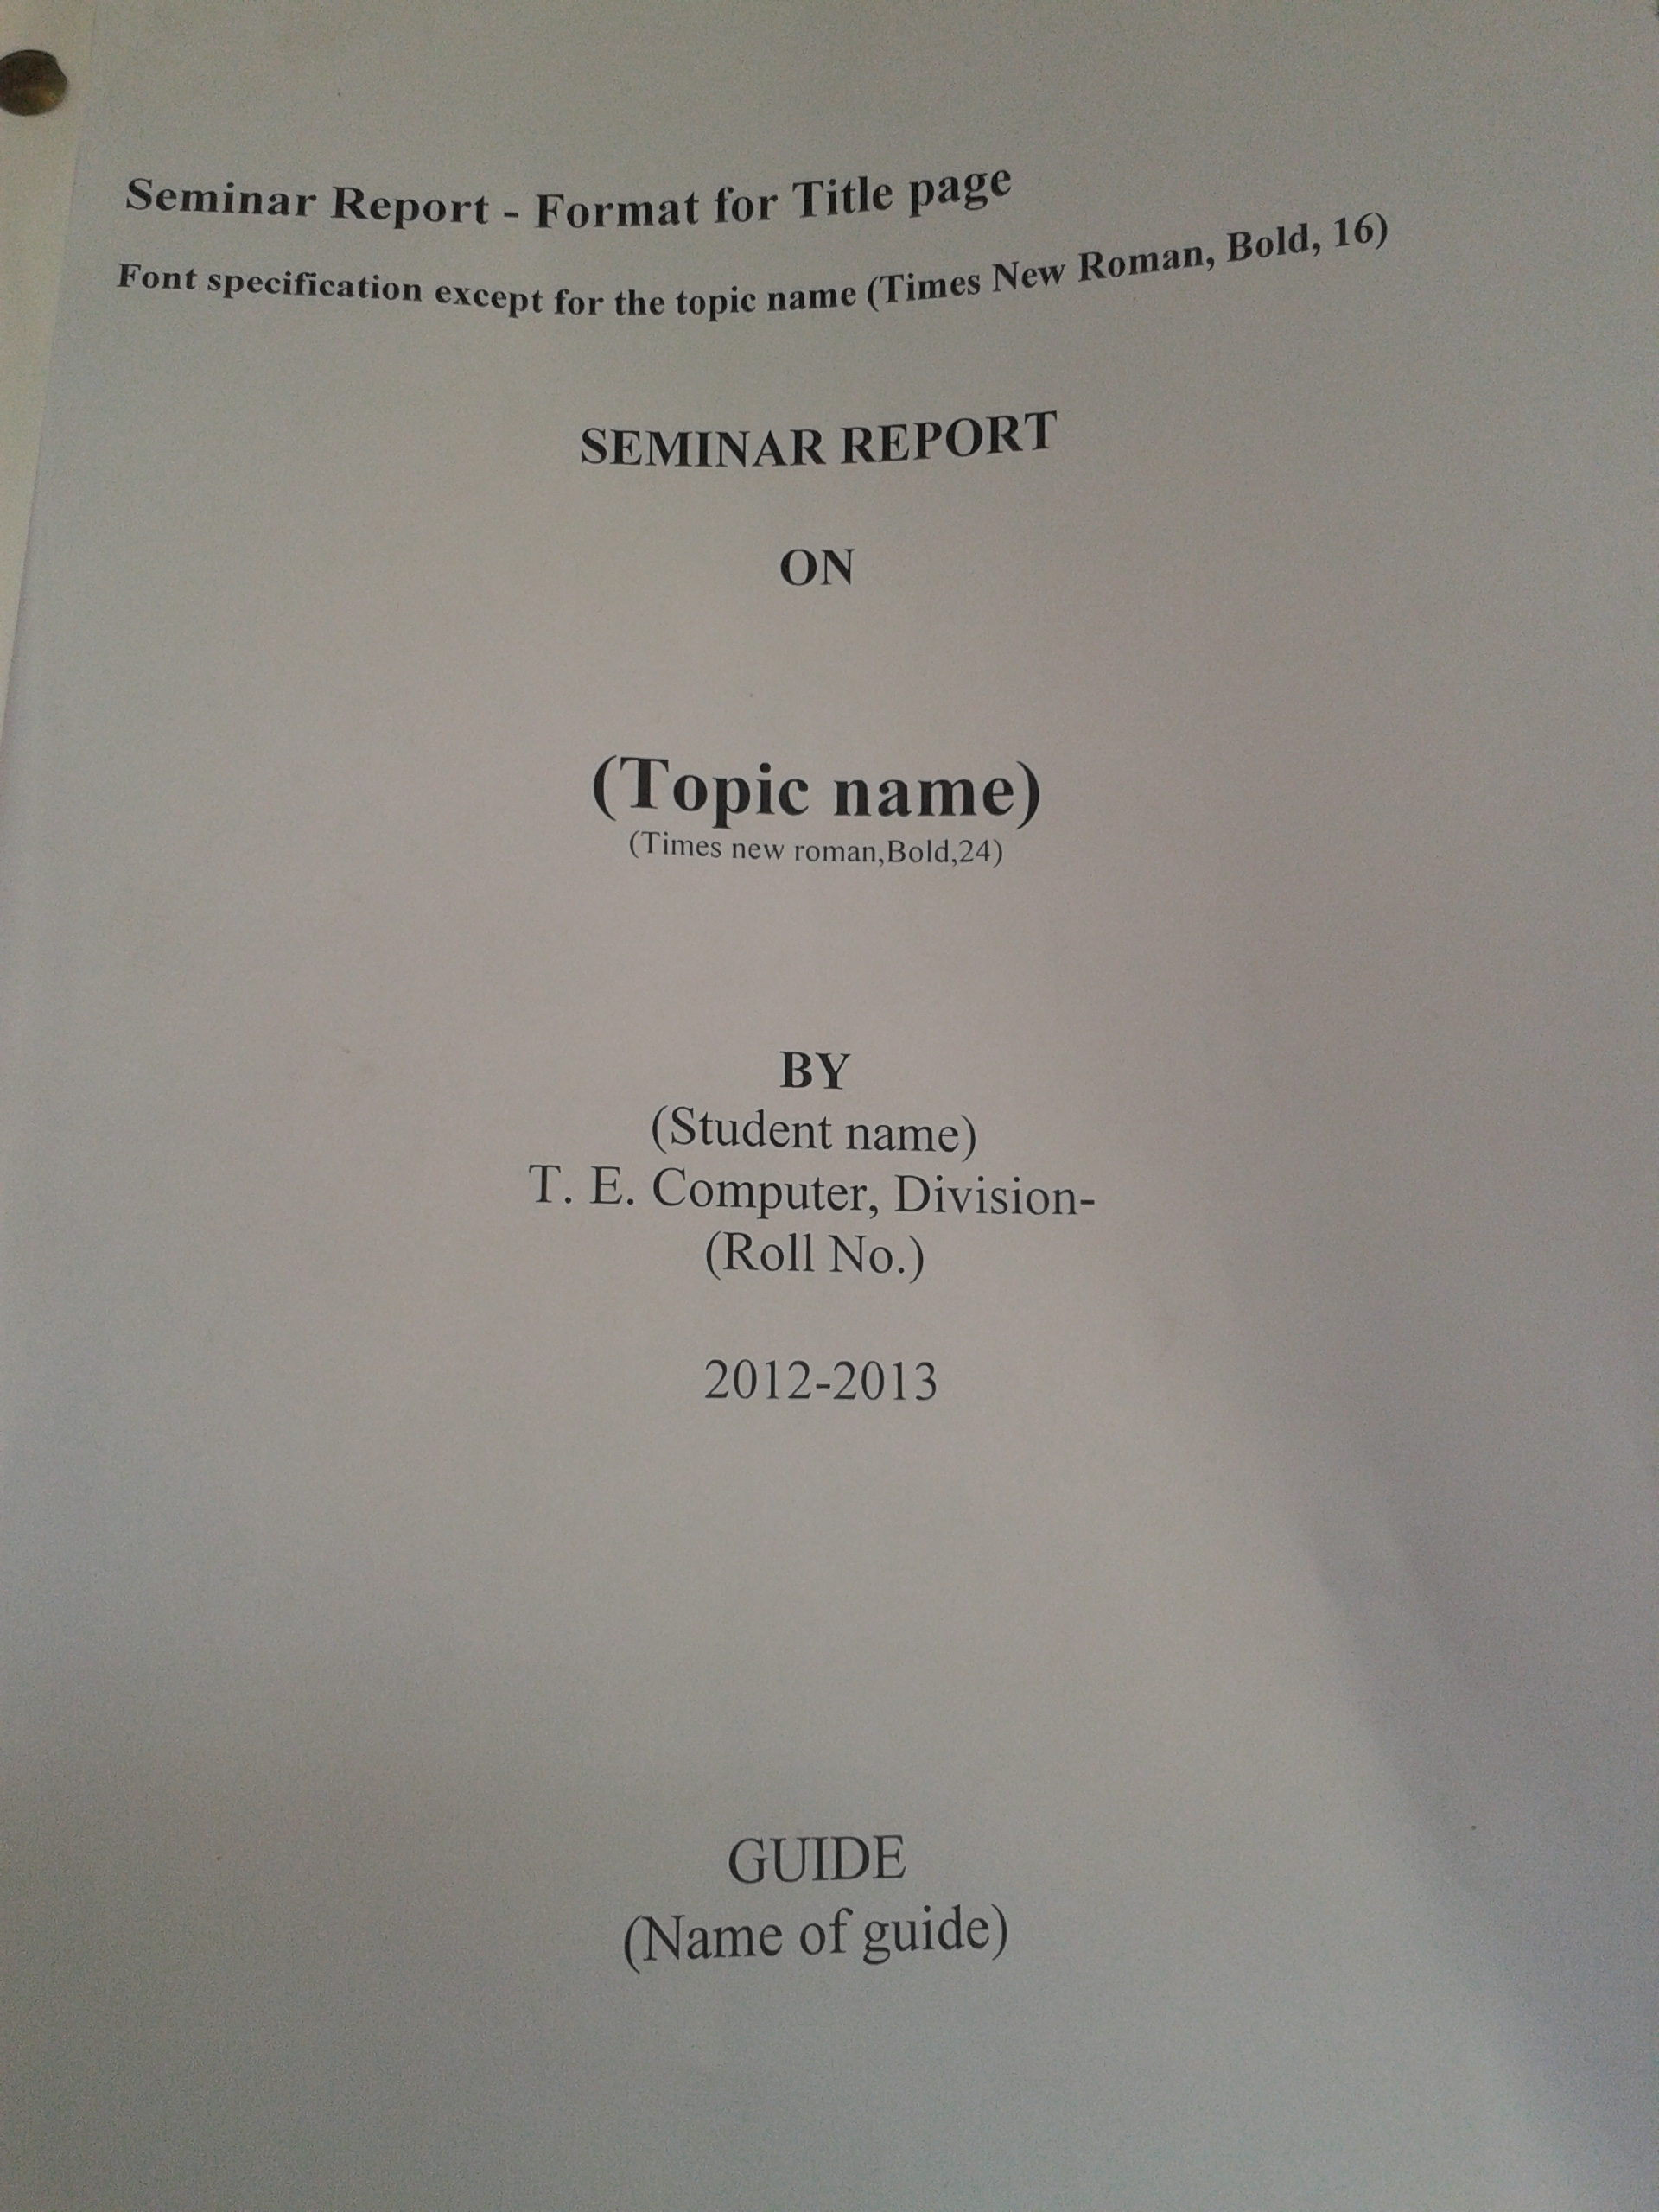 Seminar Report - Format for Title page
Font specification except for the topic name (Times New Roman, Bold, 16)
SEMINAR REPORT
ON
(Topic name)
(Times new roman,Bold,24)
BY
(Student name)
T. E. Computer, Division-
(Roll No.)
2012-2013
GUIDE
(Name of guide)